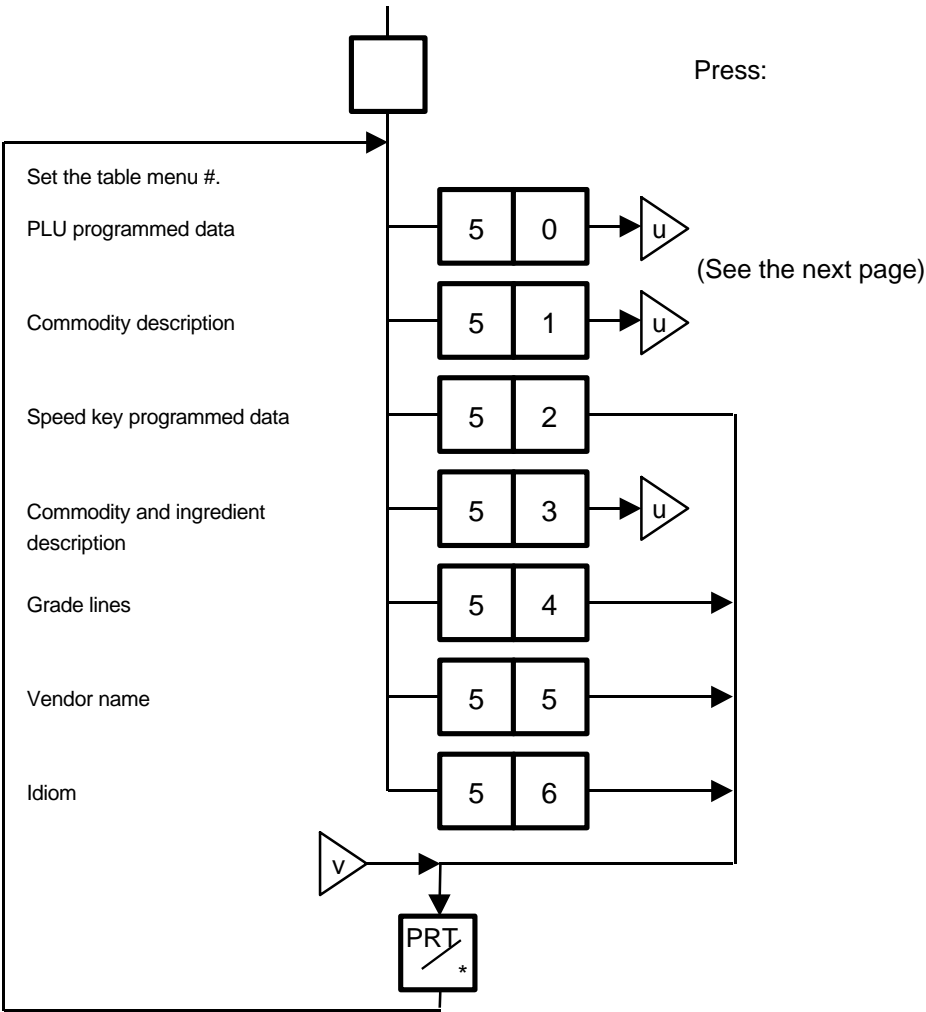 Press:
Set the table menu #.
PLU programmed data
5 0
u
(See the next page)
Commodity description
5 1
u
Speed key programmed data
5 2
Commodity and ingredient
description
5 3
u
Grade lines
5 4
Vendor name
5 5
Idiom
5 6
v
PRT
*